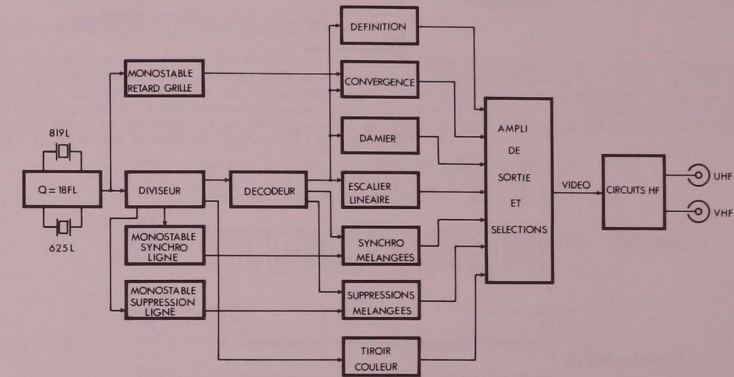 DEFINITION
MONOSTABLE
RETARD GRILLE
CONVERGENCE
819L
DAMIER
AMPLI
DE
SORTIE
ET
SELECTIONS
Q = 18FL
DIVISEUR
DECODEUR
ESCALIER
LINEAIRE
VIDEO
CIRCUITS HF
UHF
VHF
625L
MONOSTABLE
SYNCHRO
LIGNE
SYNCHRO
MELANGEES
MONOSTABLE
SUPPRESSION
LIGNE
SUPPRESSIONS
MELANGEES
TIROIR
COULEUR